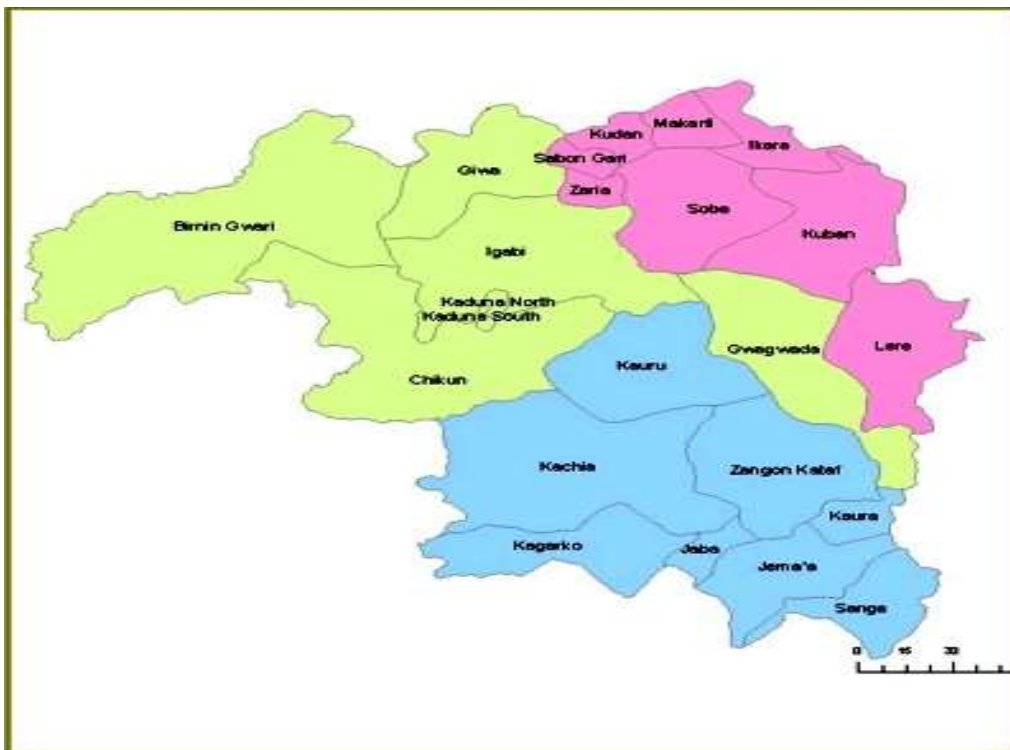 Makarfi
Kudan
Ikara
Sabon Gari
Giwa
Zaria
Soba
Birnin Gwari
Kuban
Igabi
Kaduna North
Kaduna South
Gwagwada
Lere
Kauru
Chikun
Kachia
Zangon Kataf
Kaura
Kagarko
Jaba
Jema'a
Sanga
0 15 30